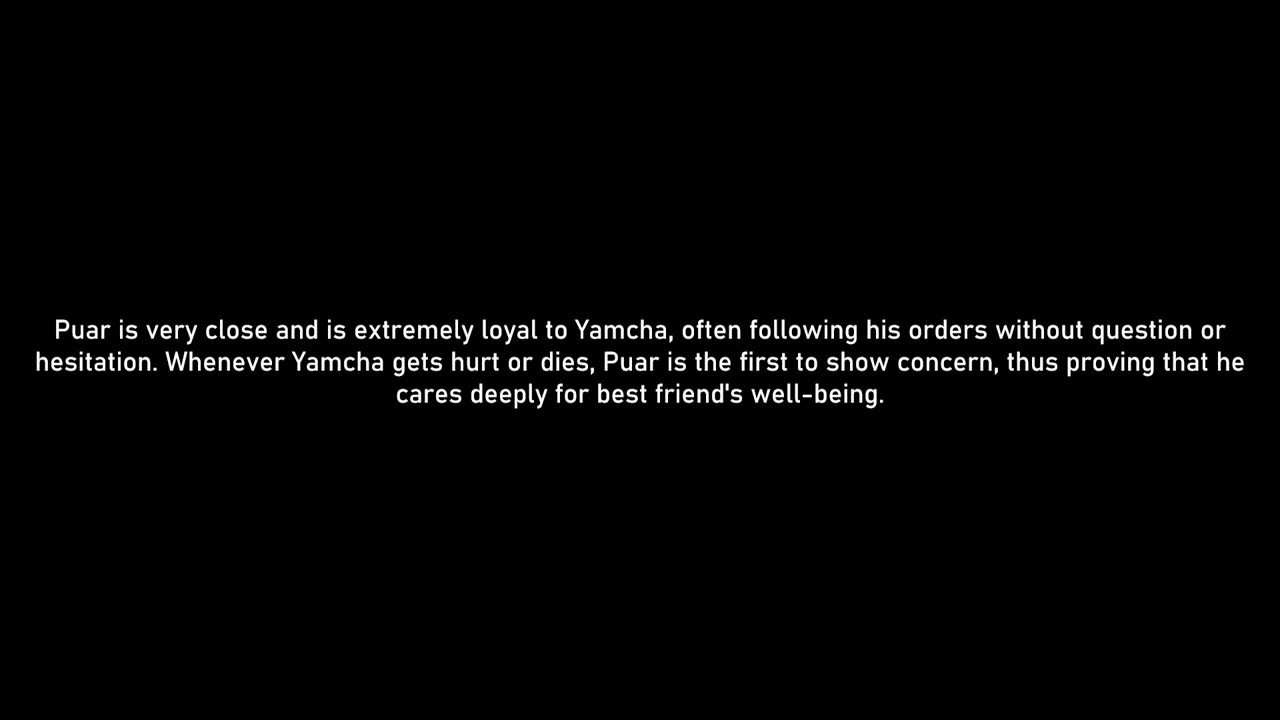 Puar is very close and is extremely loyal to Yamcha, often following his orders without question or
hesitation. Whenever Yamcha gets hurt or dies, Puar is the first to show concern, thus proving that he
cares deeply for best friend's well-being.